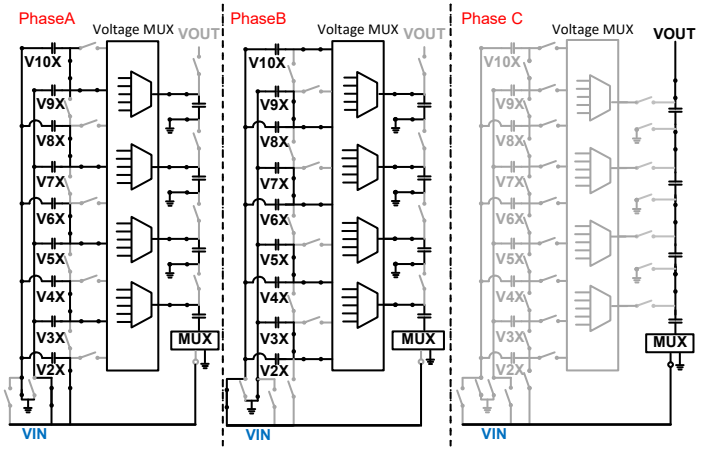 PhaseA
Voltage MUX
VOUT
V10X
V9X
V8X
V7X
V6X
V5X
V4X
V3X
V2X
MUX
VIN
PhaseB
Voltage MUX
VOUT
V10X
V9X
V8X
V7X
V6X
V5X
V4X
V3X
V2X
MUX
VIN
Phase C
Voltage MUX
VOUT
V10X
V9X
V8X
V7X
V6X
V5X
V4X
V3X
V2X
MUX
VIN